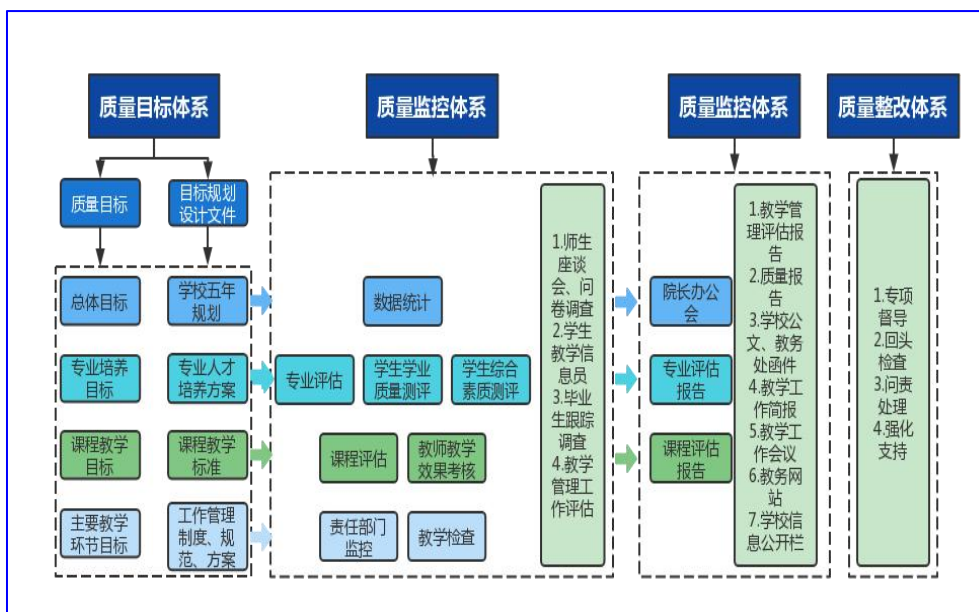 质量目标体系
质量监控体系
质量监控体系
质量整改体系
质量目标
目标规划
设计文件
总体目标
学校五年
规划
专业培养
目标
专业人才
培养方案
课程教学
目标
课程教学
标准
主要教学
环节目标
工作管理
制度、规
范、方案
数据统计
专业评估
学生学业
质量测评
学生综合
素质测评
课程评估
教师教学
效果考核
责任部门
监控
教学检查
1.师生
座谈
会、问
卷调查
2.学生
教学信
息员
3.毕业
生跟踪
调查
4.教学
管理工
作评估
院长办公
会
专业评估
报告
课程评估
报告
1.教学管
理评估报
告
2.质量报
告
3.学校公
文、教务
处函件
4.教学工
作简报
5.教学工
作会议
6.教务网
站
7.学校信
息公开栏
1.专项
督导
2.回头
检查
3.问责
处理
4.强化
支持